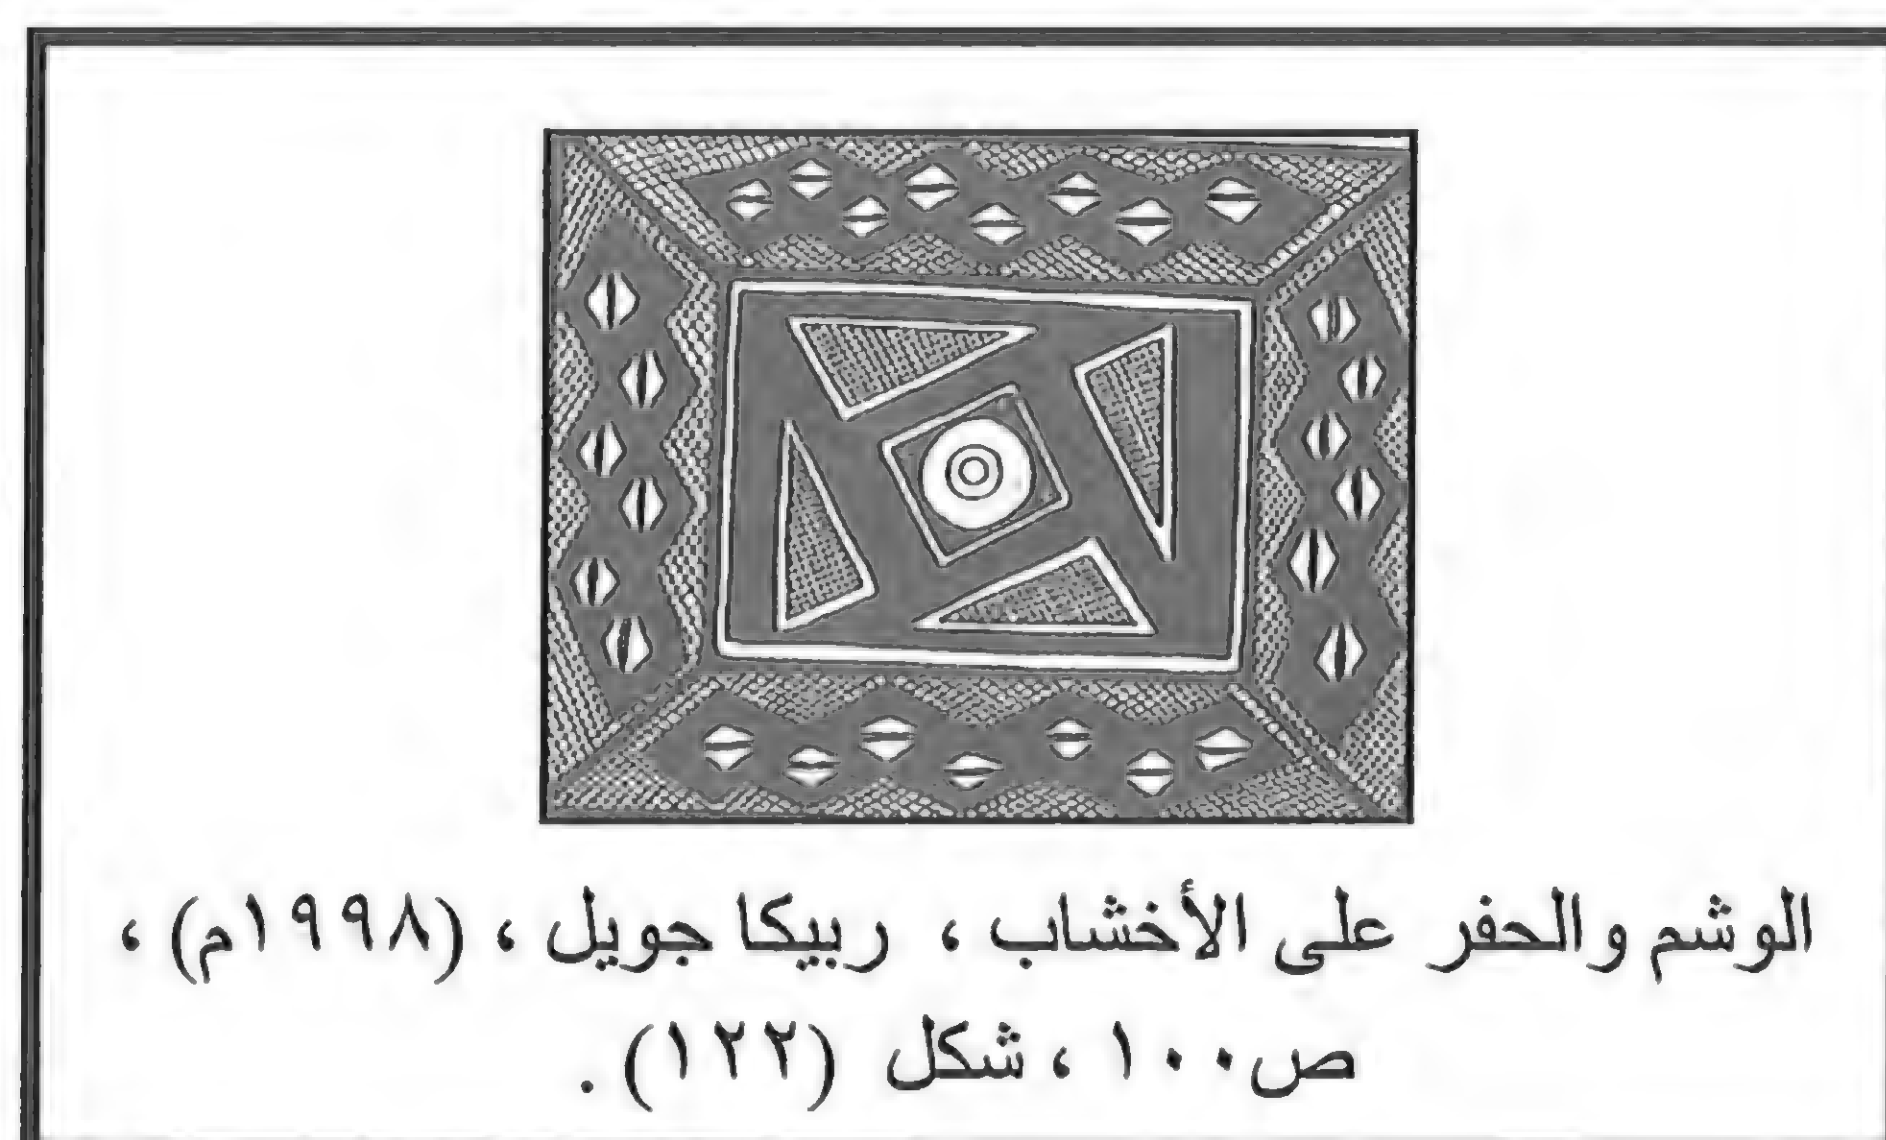 الوشم والحفر على الأخشاب ، ربيكا جويل ، (١٩٩٨م) ،
ص١٠٠ ، شكل (١٢٢) .